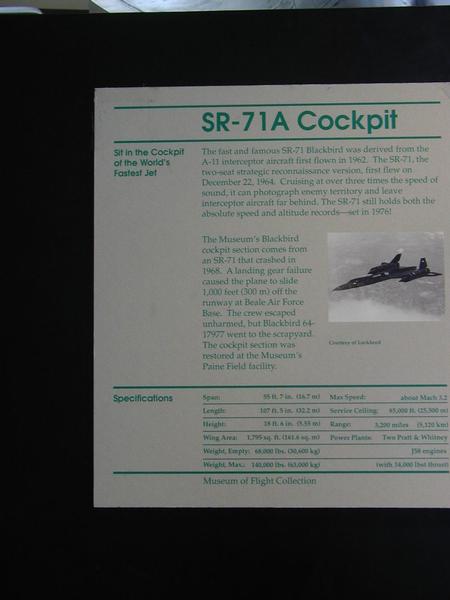 SR-71A Cockpit
Sit in the Cockpit
of the World's
Fastest Jet
The fast and famous SR-71 Blackbird was derived from the
A-11 interceptor aircraft first flown in 1962. The SR-71, the
two-seat strategic reconnaissance version, first flew on
December 22, 1964. Cruising at over three times the speed of
sound, it can photograph enemy territory and leave
interceptor aircraft far behind. The SR-71 still holds both the
absolute speed and altitude records—set in 1976!
The Museum's Blackbird
cockpit section comes from
an SR-71 that crashed in
1968. A landing gear failure
caused the plane to slide
1,000 feet (300 m) off the
runway at Beale Air Force
Base. The crew escaped
unharmed, but Blackbird 64-
17977 went to the scrapyard.
The cockpit section was
restored at the Museum's
Paine Field facility.
Courtesy of Lockheed
Specifications
Span: 55 ft. 7 in. (16.7 m) Max Speed: about Mach 3.2
Length: 107 ft. 5 in. (32.2 m) Service Ceiling: 85,000 ft. (25,500 m)
Height: 18 ft. 6 in. (5.55 m) Range: 3,200 miles (5,120 km)
Wing Area: 1,795 sq. ft. (161.6 sq. m) Power Plants: Two Pratt & Whitney
Weight, Empty: 68,000 lbs. (30,600 kg) J58 engines
Weight, Max.: 140,000 lbs. (63,000 kg) (with 34,000 lbst thrust)
Museum of Flight Collection